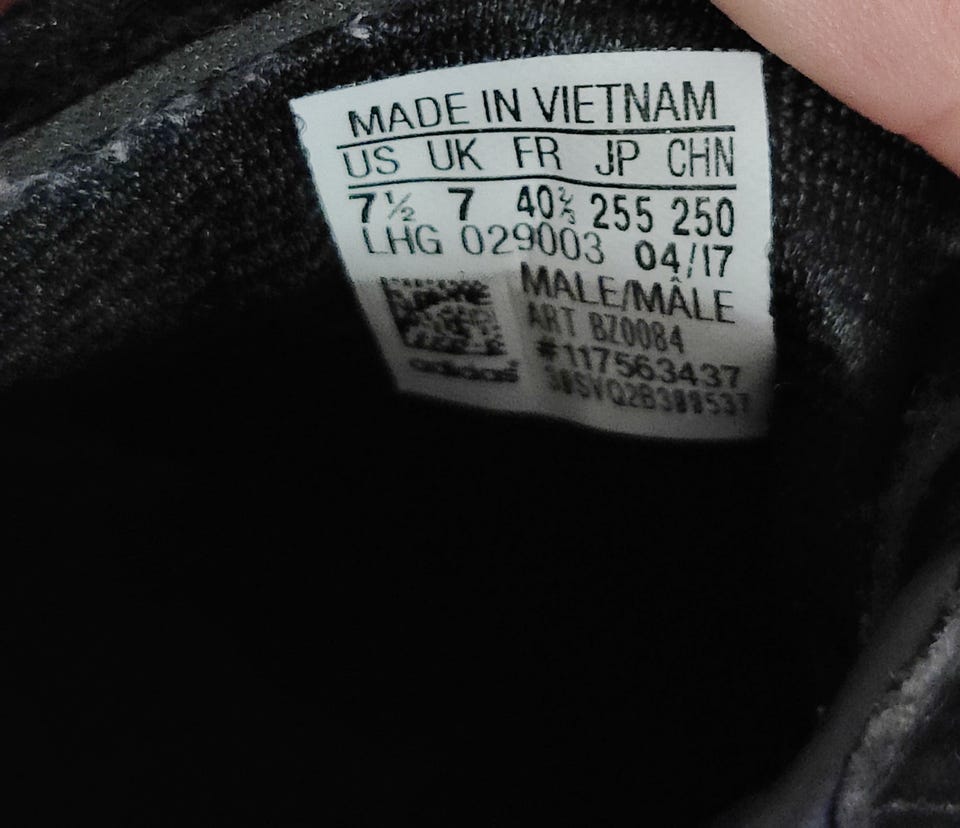 MADE IN VIETNAM
US UK FR JP CHN
7½ 7 40⅔ 255 250
LHG 029003 04/17
MALE/MÂLE
ART BZ0084
#117563437
adidas